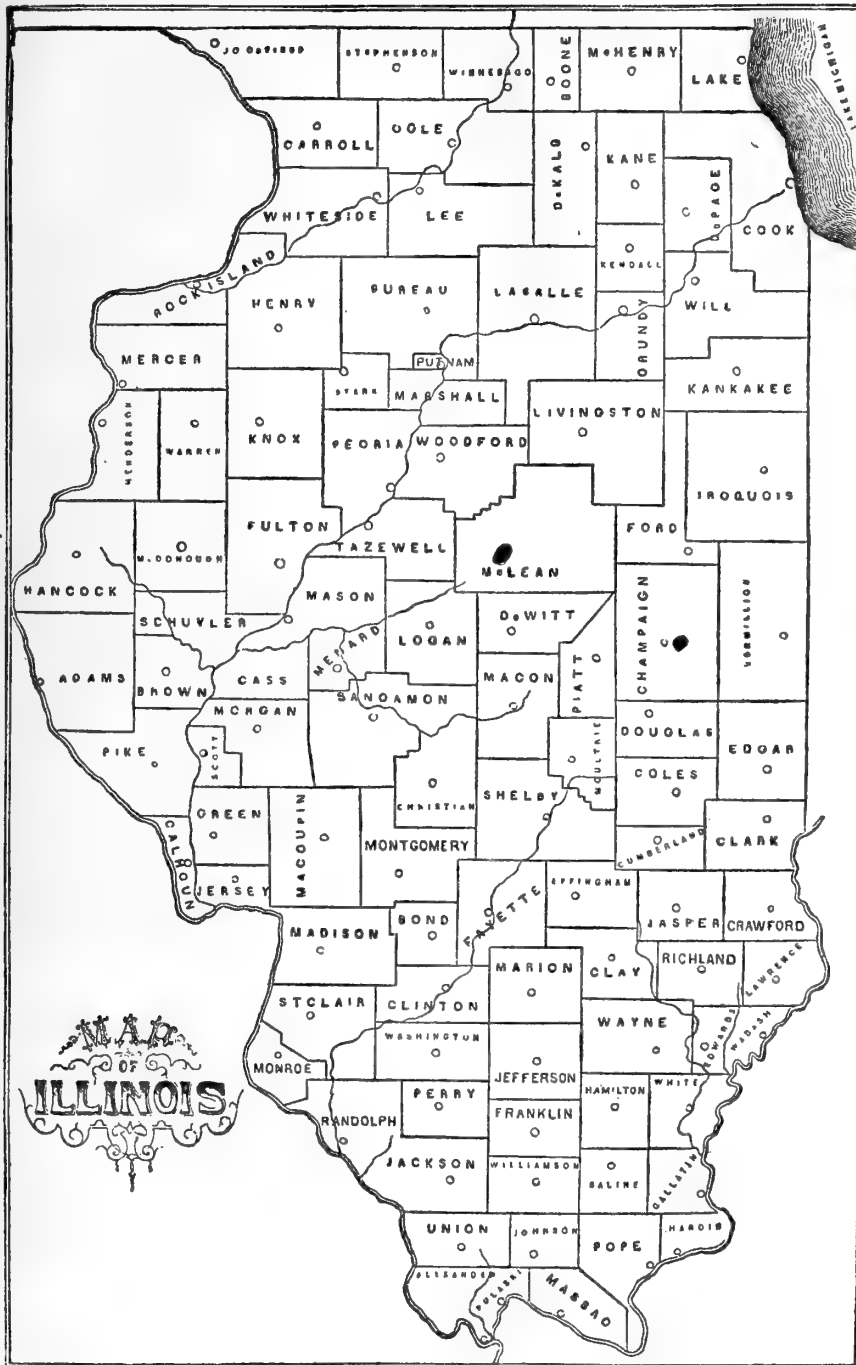 JO DAVIESS
STEPHENSON
WINNEBAGO
BOONE
McHENRY
LAKE
LAKE MICHIGAN
CARROLL
OGLE
DeKALB
KANE
DuPAGE
COOK
WHITESIDE
LEE
KENDALL
ROCK ISLAND
HENRY
BUREAU
LASALLE
GRUNDY
WILL
MERCER
PUTNAM
STARK
MARSHALL
KANKAKEE
HENDERSON
WARREN
KNOX
PEORIA
WOODFORD
LIVINGSTON
IROQUOIS
FORD
HANCOCK
McDONOUGH
FULTON
TAZEWELL
McLEAN
MASON
SCHUYLER
MENARD
LOGAN
DeWITT
CHAMPAIGN
VERMILLION
ADAMS
BROWN
CASS
MORGAN
SANGAMON
MACON
PIATT
DOUGLAS
EDGAR
PIKE
SCOTT
CHRISTIAN
SHELBY
MOULTRIE
COLES
CALHOUN
GREEN
MACOUPIN
MONTGOMERY
CUMBERLAND
CLARK
JERSEY
FAYETTE
EFFINGHAM
JASPER
CRAWFORD
MADISON
BOND
MARION
CLAY
RICHLAND
LAWRENCE
ST CLAIR
CLINTON
WAYNE
EDWARDS
WABASH
MONROE
WASHINGTON
JEFFERSON
HAMILTON
WHITE
RANDOLPH
PERRY
FRANKLIN
JACKSON
WILLIAMSON
SALINE
GALLATIN
UNION
JOHNSON
POPE
HARDIN
ALEXANDER
PULASKI
MASSAC
MAP
OF
ILLINOIS